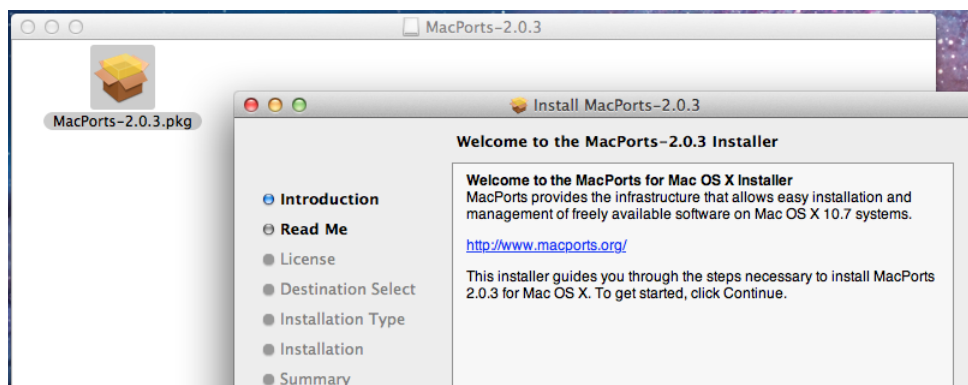 MacPorts-2.0.3
MacPorts-2.0.3.pkg
Install MacPorts-2.0.3
Welcome to the MacPorts-2.0.3 Installer
Introduction
Read Me
License
Destination Select
Installation Type
Installation
Summary
Welcome to the MacPorts for Mac OS X Installer
MacPorts provides the infrastructure that allows easy installation and
management of freely available software on Mac OS X 10.7 systems.
http://www.macports.org/
This installer guides you through the steps necessary to install MacPorts
2.0.3 for Mac OS X. To get started, click Continue.